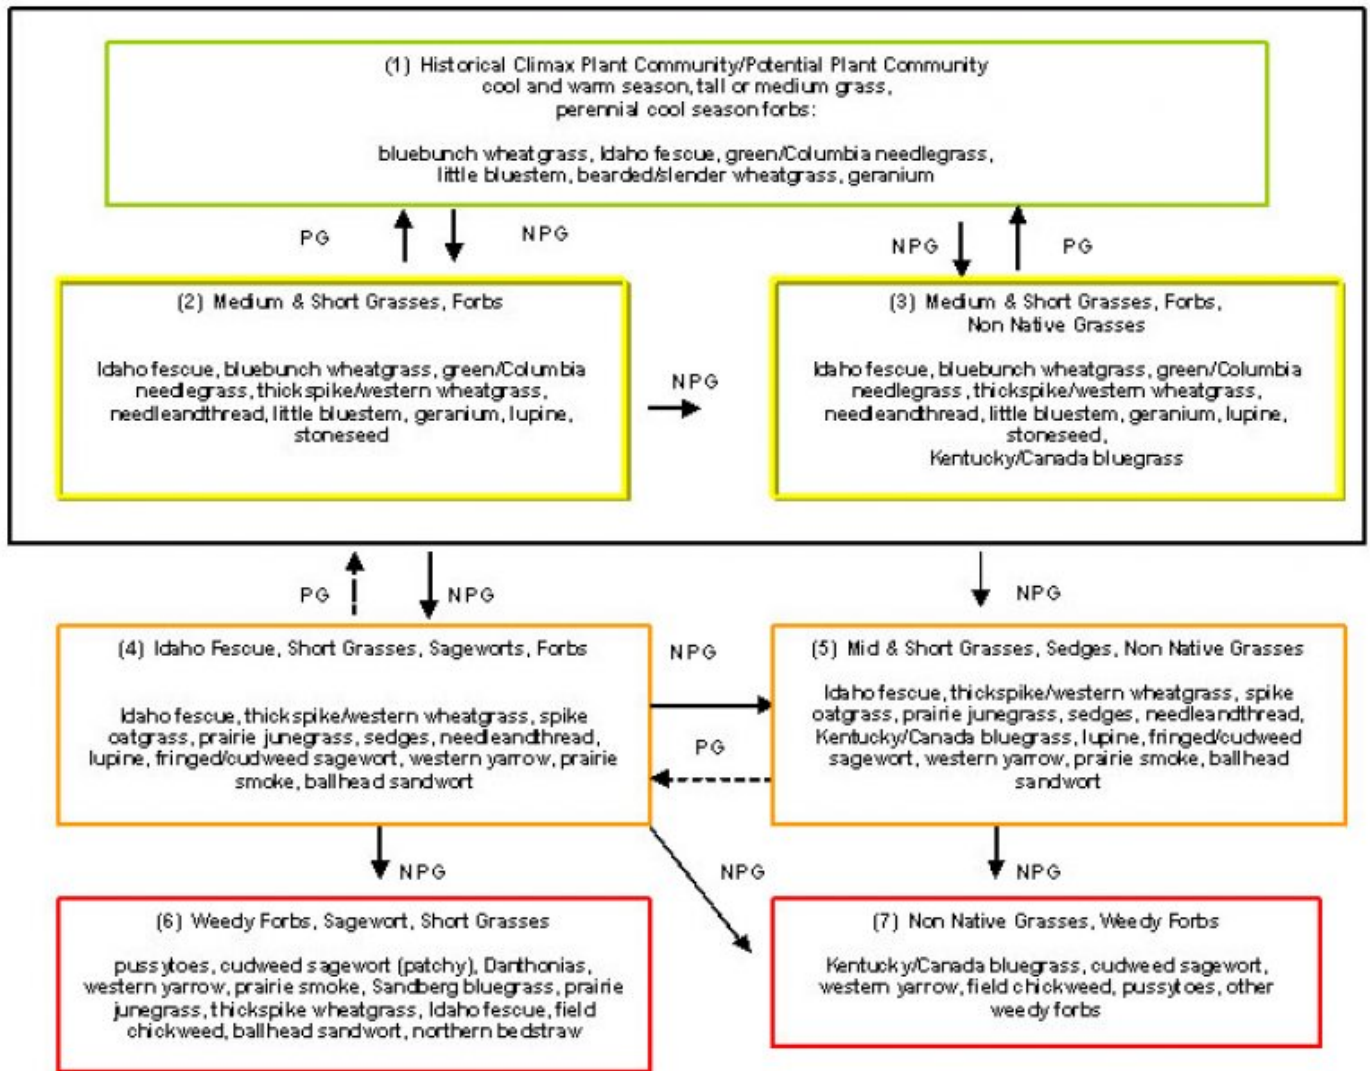 (1) Historical Climax Plant Community/Potential Plant Community
cool and warm season, tall or medium grass,
perennial cool season forbs:
bluebunch wheatgrass, Idaho fescue, green/Columbia needlegrass,
little bluestem, bearded/slender wheatgrass, geranium
PG
NPG
NPG
PG
(2) Medium & Short Grasses, Forbs
Idaho fescue, bluebunch wheatgrass, green/Columbia
needlegrass, thickspike/western wheatgrass,
needleandthread, little bluestem, geranium, lupine,
stoneseed
NPG
(3) Medium & Short Grasses, Forbs,
Non Native Grasses
Idaho fescue, bluebunch wheatgrass, green/Columbia
needlegrass, thickspike/western wheatgrass,
needleandthread, little bluestem, geranium, lupine,
stoneseed,
Kentucky/Canada bluegrass
PG
NPG
NPG
(4) Idaho Fescue, Short Grasses, Sageworts, Forbs
Idaho fescue, thickspike/western wheatgrass, spike
oatgrass, prairie junegrass, sedges, needleandthread,
lupine, fringed/cudweed sagewort, western yarrow, prairie
smoke, ballhead sandwort
NPG
PG
(5) Mid & Short Grasses, Sedges, Non Native Grasses
Idaho fescue, thickspike/western wheatgrass, spike
oatgrass, prairie junegrass, sedges, needleandthread,
Kentucky/Canada bluegrass, lupine, fringed/cudweed
sagewort, western yarrow, prairie smoke, ballhead
sandwort
NPG
NPG
NPG
(6) Weedy Forbs, Sagewort, Short Grasses
pussytoes, cudweed sagewort (patchy), Danthonias,
western yarrow, prairie smoke, Sandberg bluegrass, prairie
junegrass, thickspike wheatgrass, Idaho fescue, field
chickweed, ballhead sandwort, northern bedstraw
(7) Non Native Grasses, Weedy Forbs
Kentucky/Canada bluegrass, cudweed sagewort,
western yarrow, field chickweed, pussytoes, other
weedy forbs